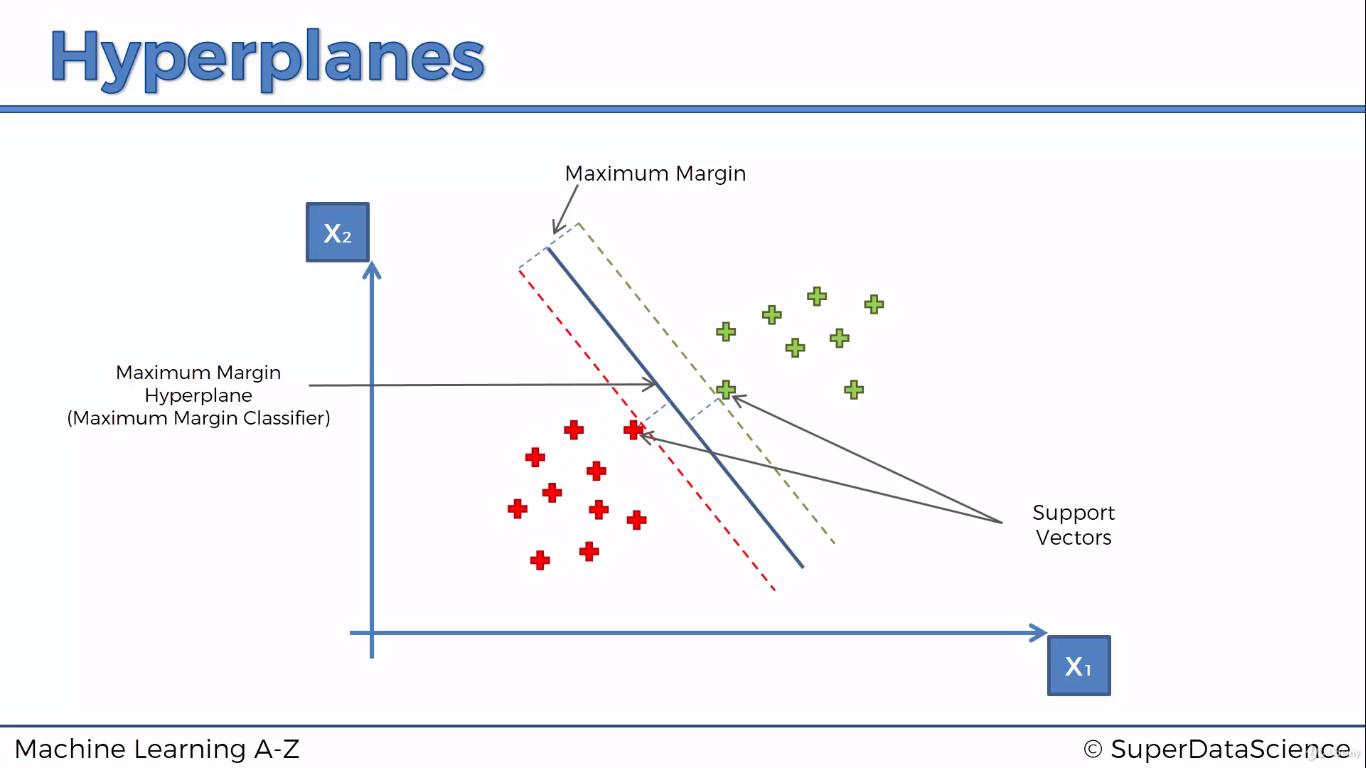 Hyperplanes
Maximum Margin
X₂
Maximum Margin
Hyperplane
(Maximum Margin Classifier)
Support
Vectors
X₁
Machine Learning A-Z
© SuperDataScience